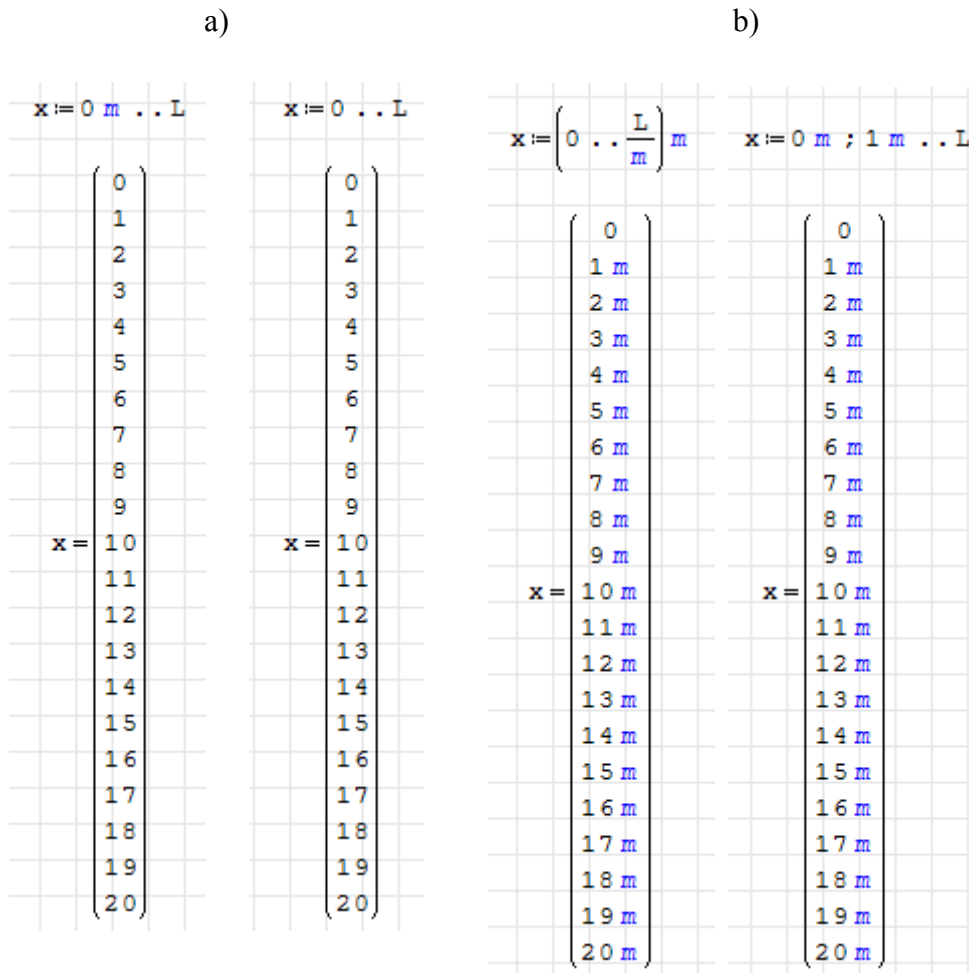 a)
b)
x:=0 m ..L
x:=0 ..L
x:=(0 ..L/m) m
x:=0 m ; 1 m ..L
0
1
2
3
4
5
6
7
8
9
x= 10
11
12
13
14
15
16
17
18
19
20
0
1
2
3
4
5
6
7
8
9
x= 10
11
12
13
14
15
16
17
18
19
20
0
1 m
2 m
3 m
4 m
5 m
6 m
7 m
8 m
9 m
x= 10 m
11 m
12 m
13 m
14 m
15 m
16 m
17 m
18 m
19 m
20 m
0
1 m
2 m
3 m
4 m
5 m
6 m
7 m
8 m
9 m
x= 10 m
11 m
12 m
13 m
14 m
15 m
16 m
17 m
18 m
19 m
20 m